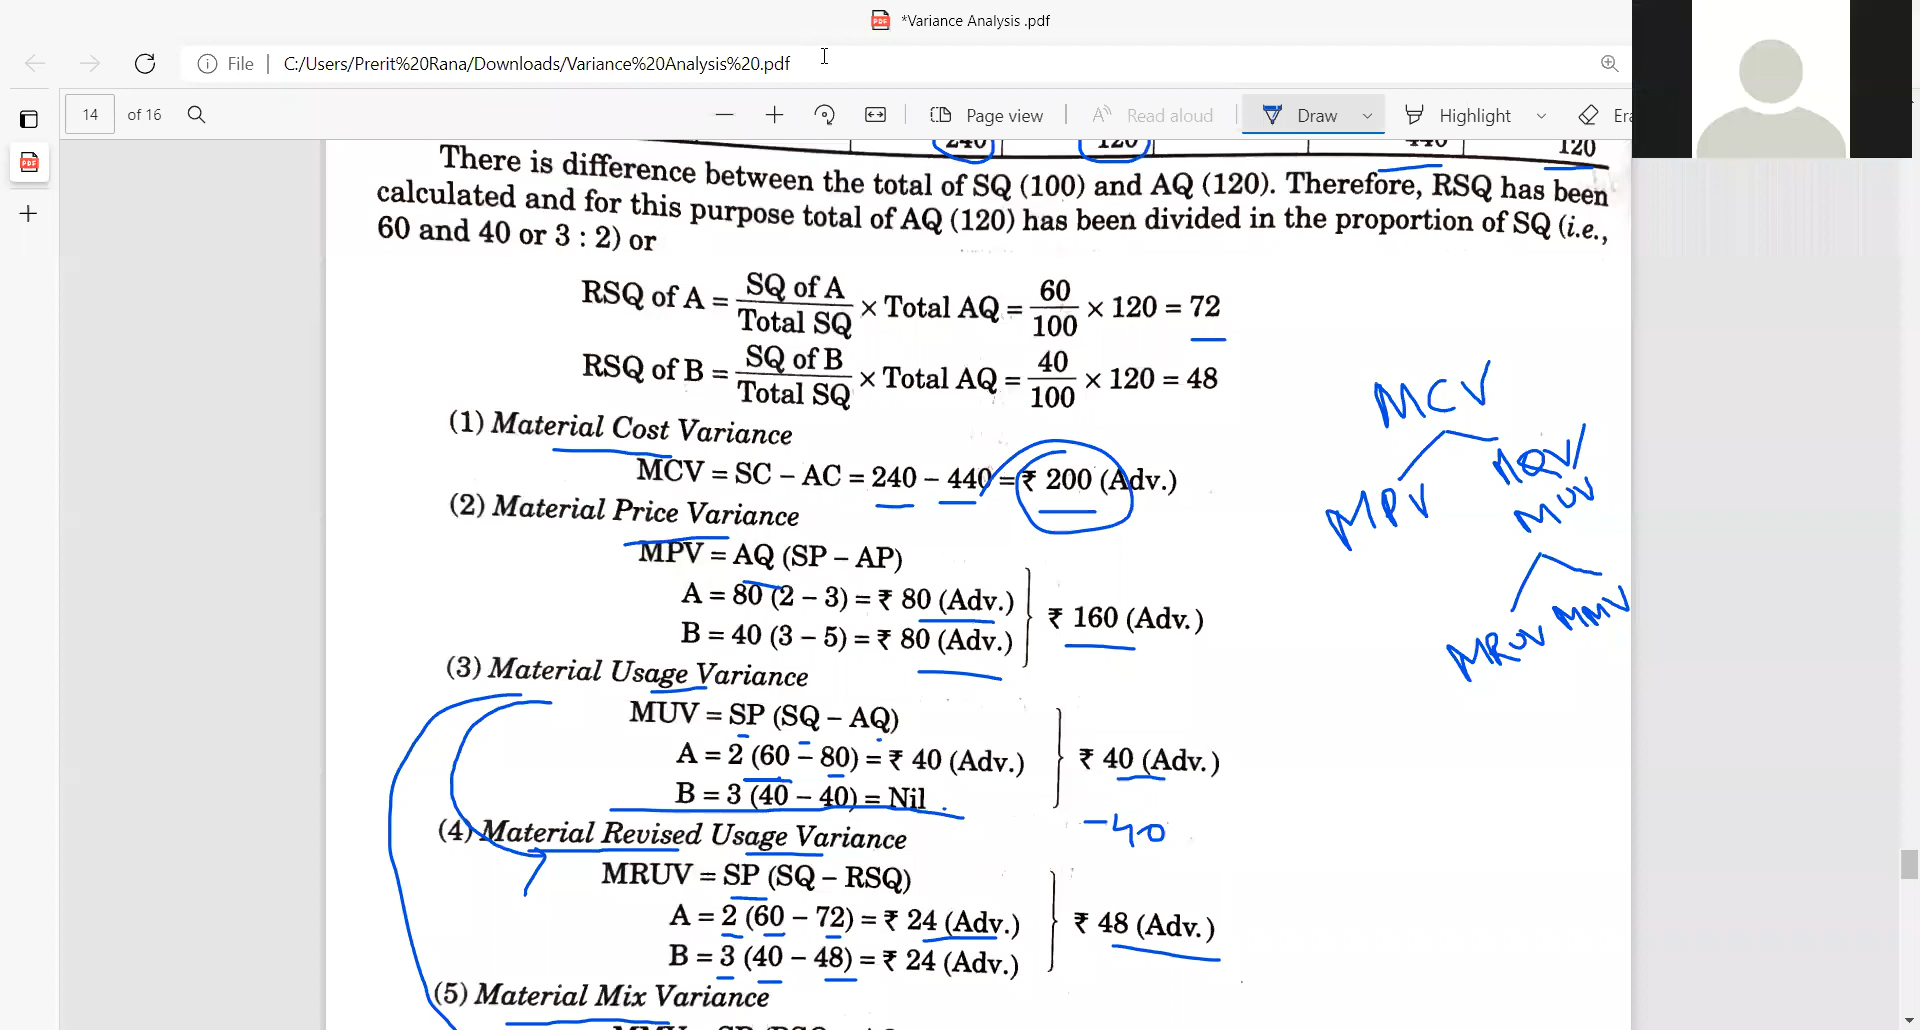 *Variance Analysis .pdf
File | C:/Users/Prerit%20Rana/Downloads/Variance%20Analysis%20.pdf
14 of 16 Page view Read aloud Draw Highlight
240 120 440 120
There is difference between the total of SQ (100) and AQ (120). Therefore, RSQ has been
calculated and for this purpose total of AQ (120) has been divided in the proportion of SQ (i.e.,
60 and 40 or 3 : 2) or
RSQ of A = SQ of A / Total SQ × Total AQ = 60 / 100 × 120 = 72
RSQ of B = SQ of B / Total SQ × Total AQ = 40 / 100 × 120 = 48
(1) Material Cost Variance
MCV = SC – AC = 240 – 440 = ₹ 200 (Adv.)
(2) Material Price Variance
MPV = AQ (SP – AP)
A = 80 (2 – 3) = ₹ 80 (Adv.)
B = 40 (3 – 5) = ₹ 80 (Adv.)
₹ 160 (Adv.)
(3) Material Usage Variance
MUV = SP (SQ – AQ)
A = 2 (60 – 80) = ₹ 40 (Adv.)
B = 3 (40 – 40) = Nil
₹ 40 (Adv.)
–40
(4) Material Revised Usage Variance
MRUV = SP (SQ – RSQ)
A = 2 (60 – 72) = ₹ 24 (Adv.)
B = 3 (40 – 48) = ₹ 24 (Adv.)
₹ 48 (Adv.)
(5) Material Mix Variance
MCV
MPV
MQV/
MUV
MRUV MMV